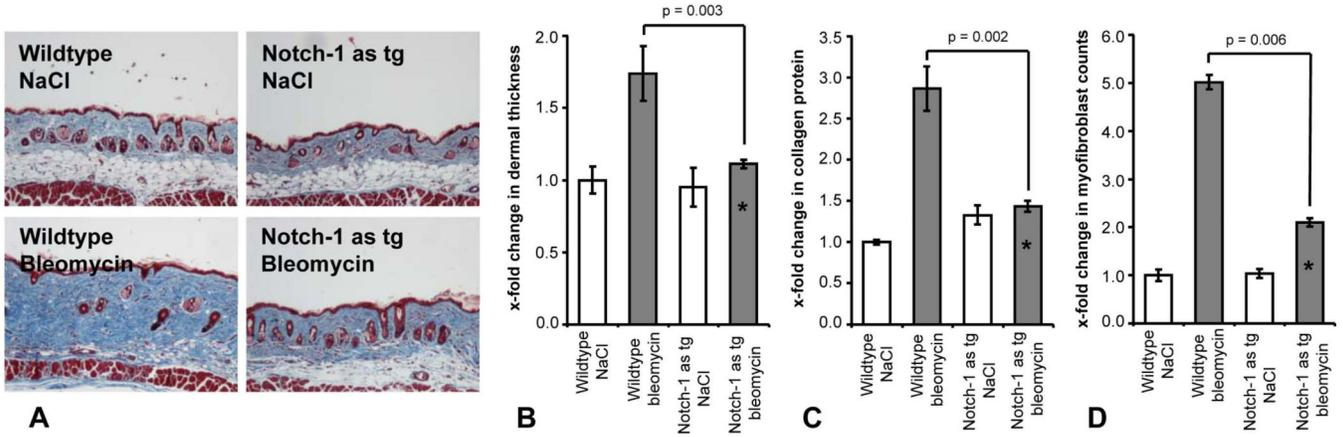 Wildtype
NaCl
Notch-1 as tg
NaCl
Wildtype
Bleomycin
Notch-1 as tg
Bleomycin
A
p = 0.003
x-fold change in dermal thickness
2.0
1.5
1.0
0.5
0.0
*
Wildtype
NaCl
Wildtype
bleomycin
Notch-1 as tg
NaCl
Notch-1 as tg
bleomycin
B
p = 0.002
x-fold change in collagen protein
3.5
3.0
2.5
2.0
1.5
1.0
0.5
0.0
*
Wildtype
NaCl
Wildtype
bleomycin
Notch-1 as tg
NaCl
Notch-1 as tg
bleomycin
C
p = 0.006
x-fold change in myofibroblast counts
6.0
5.0
4.0
3.0
2.0
1.0
0.0
*
Wildtype
NaCl
Wildtype
bleomycin
Notch-1 as tg
NaCl
Notch-1 as tg
bleomycin
D